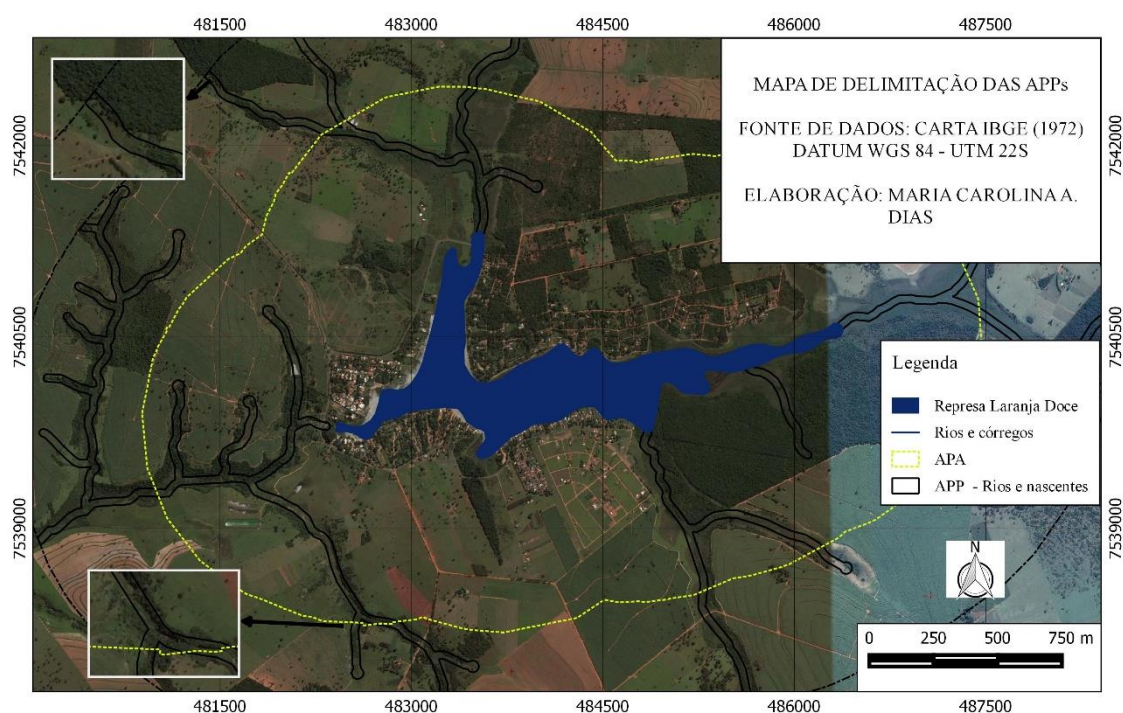 481500 483000 484500 486000 487500
MAPA DE DELIMITAÇÃO DAS APPs
FONTE DE DADOS: CARTA IBGE (1972)
DATUM WGS 84 - UTM 22S
ELABORAÇÃO: MARIA CAROLINA A.
DIAS
7542000
7542000
7540500
7540500
7539000
7539000
Legenda
Represa Laranja Doce
Rios e córregos
APA
APP - Rios e nascentes
N
0 250 500 750 m
481500 483000 484500 486000 487500